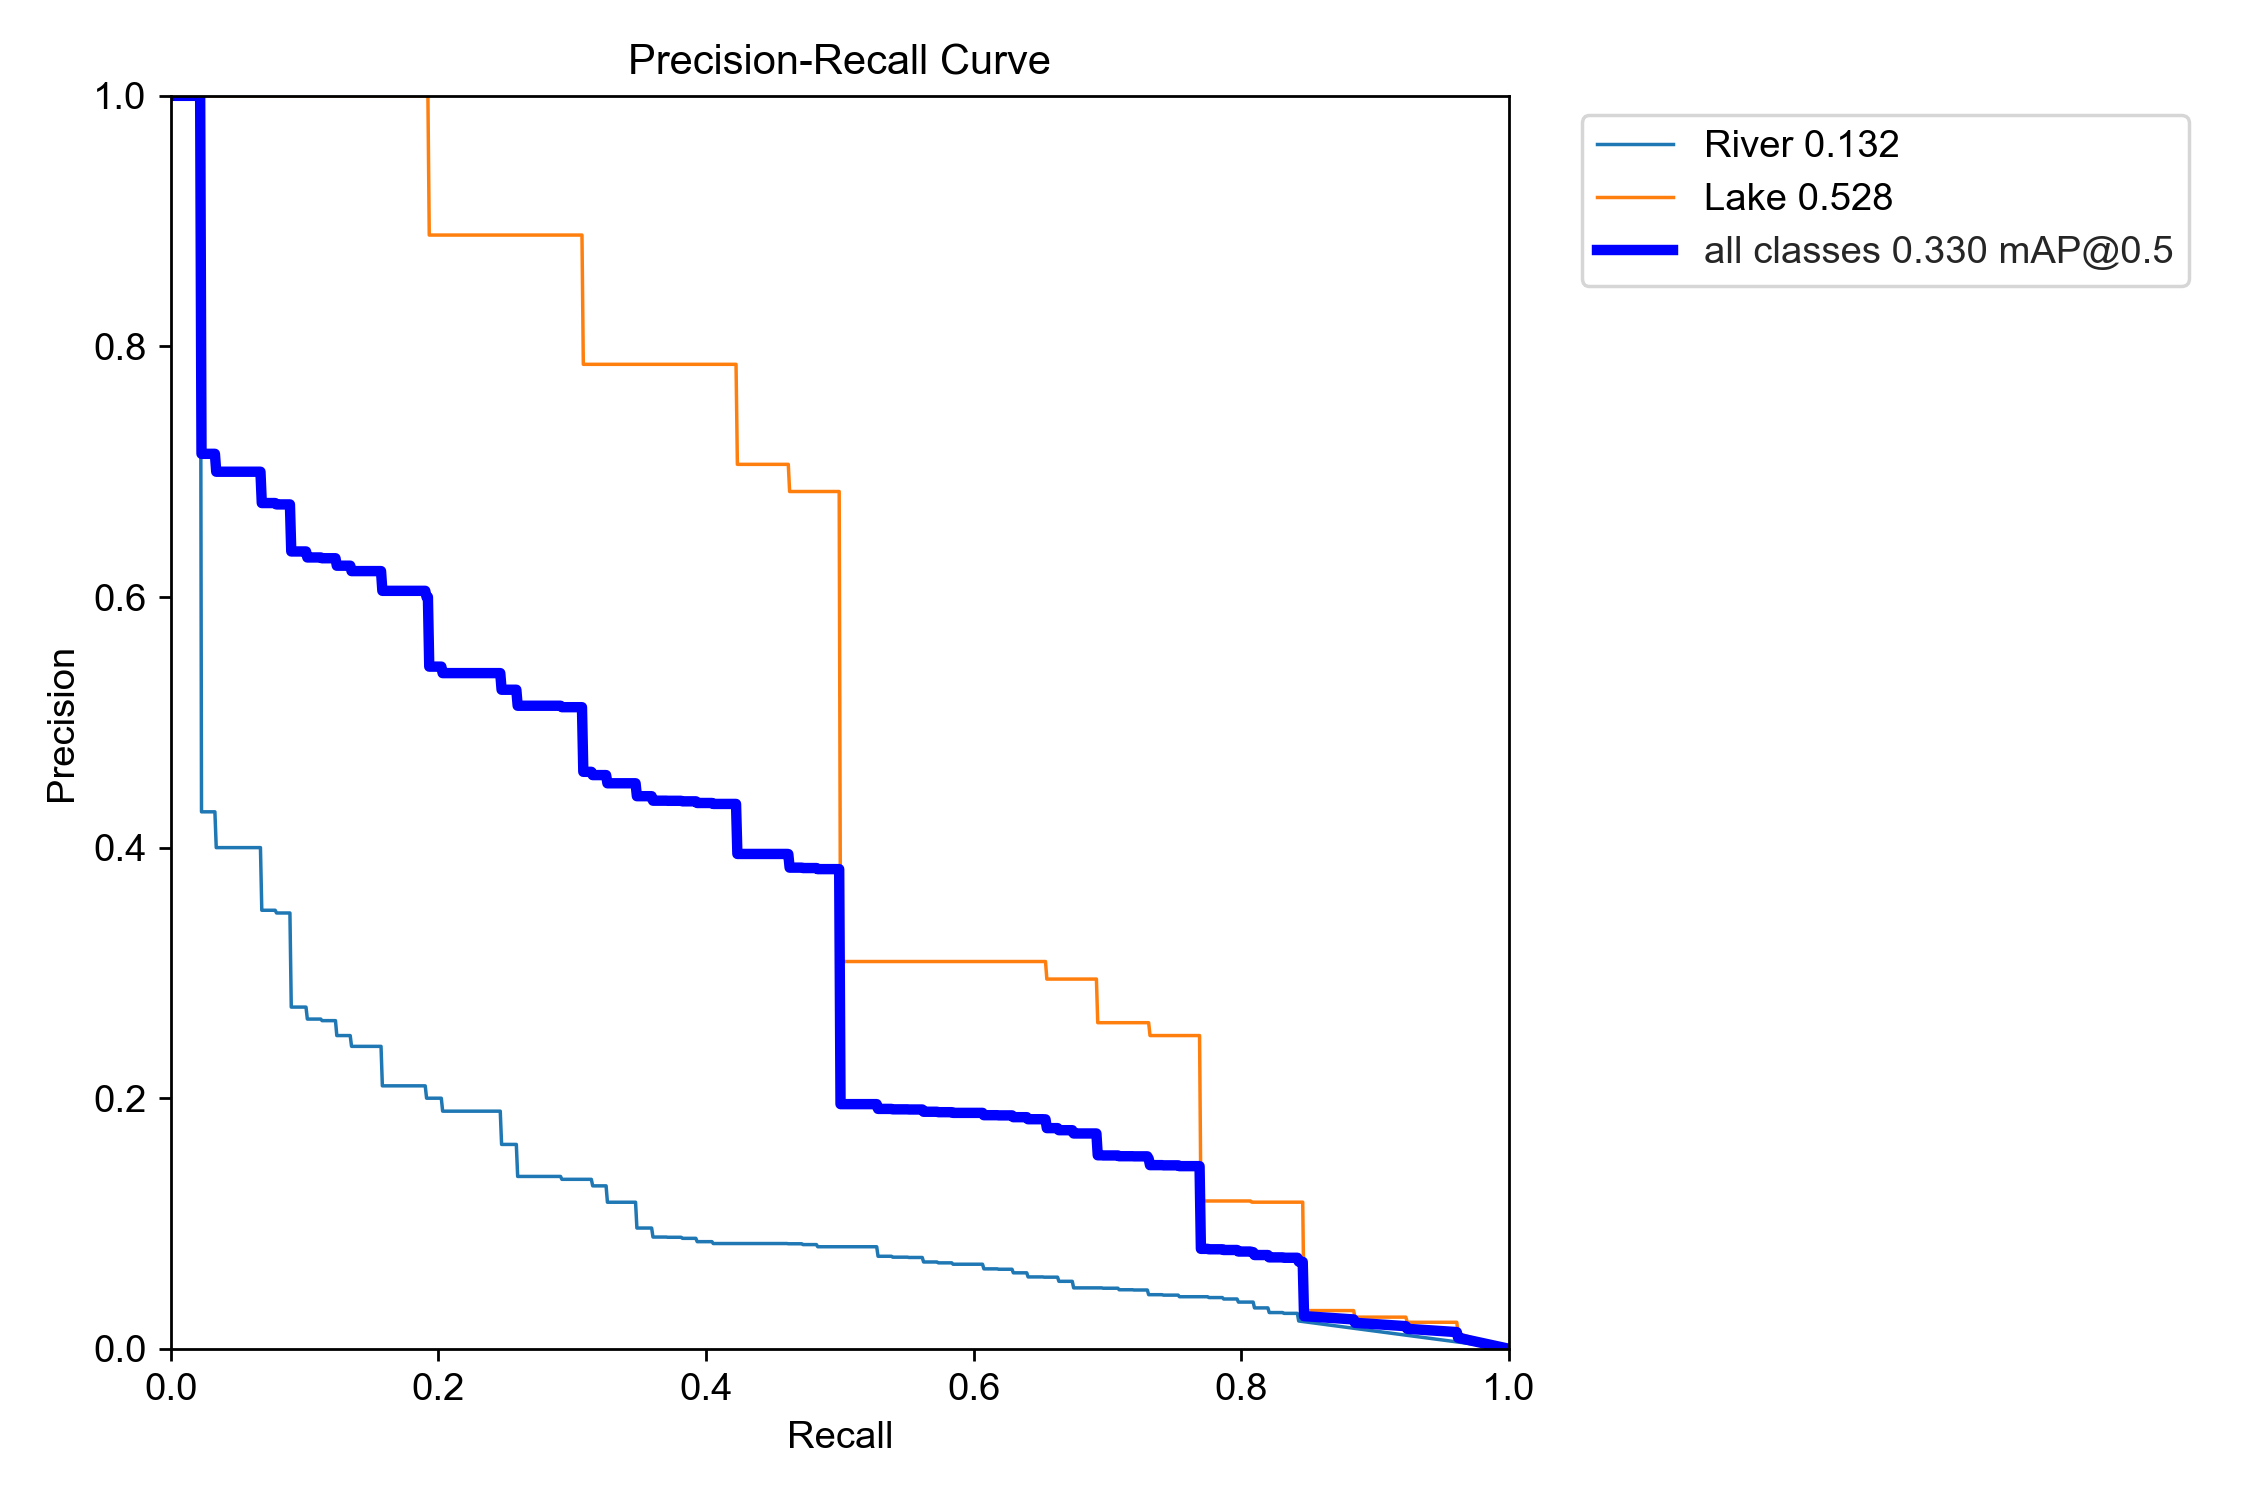 Precision-Recall Curve
River 0.132
Lake 0.528
all classes 0.330 mAP@0.5
1.0
0.8
0.6
0.4
0.2
0.0
Precision
0.0 0.2 0.4 0.6 0.8 1.0
Recall